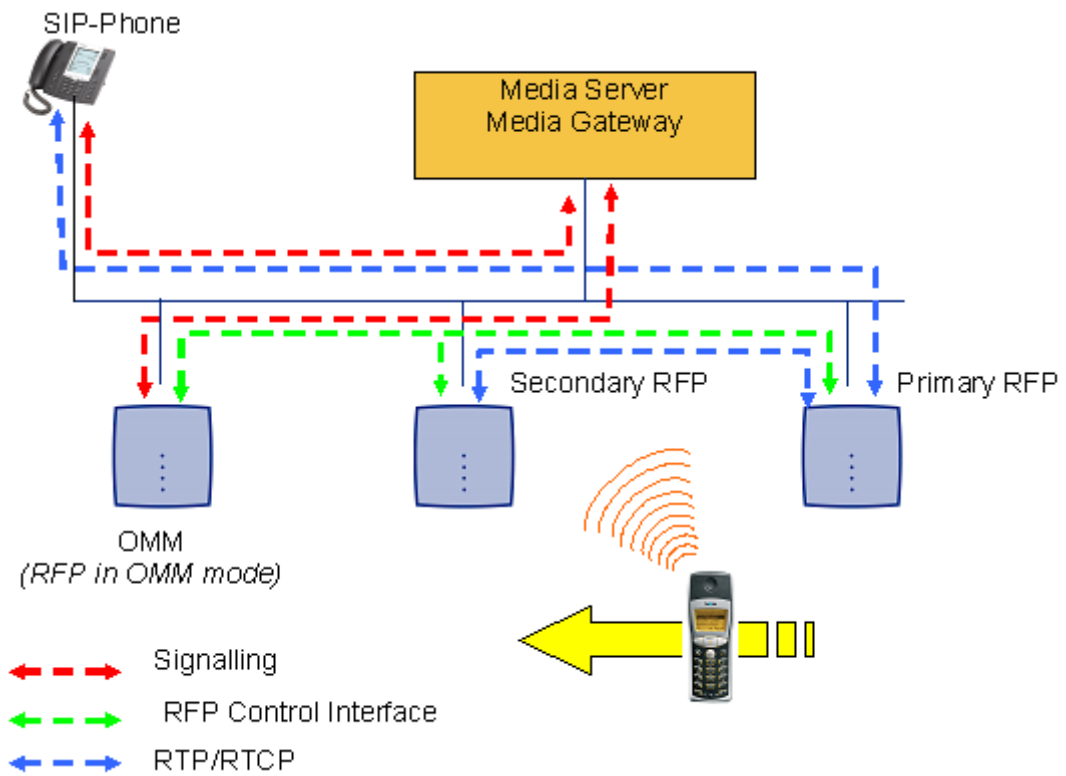 SIP-Phone
Media Server
Media Gateway
Secondary RFP
Primary RFP
OMM
(RFP in OMM mode)
Signalling
RFP Control Interface
RTP/RTCP